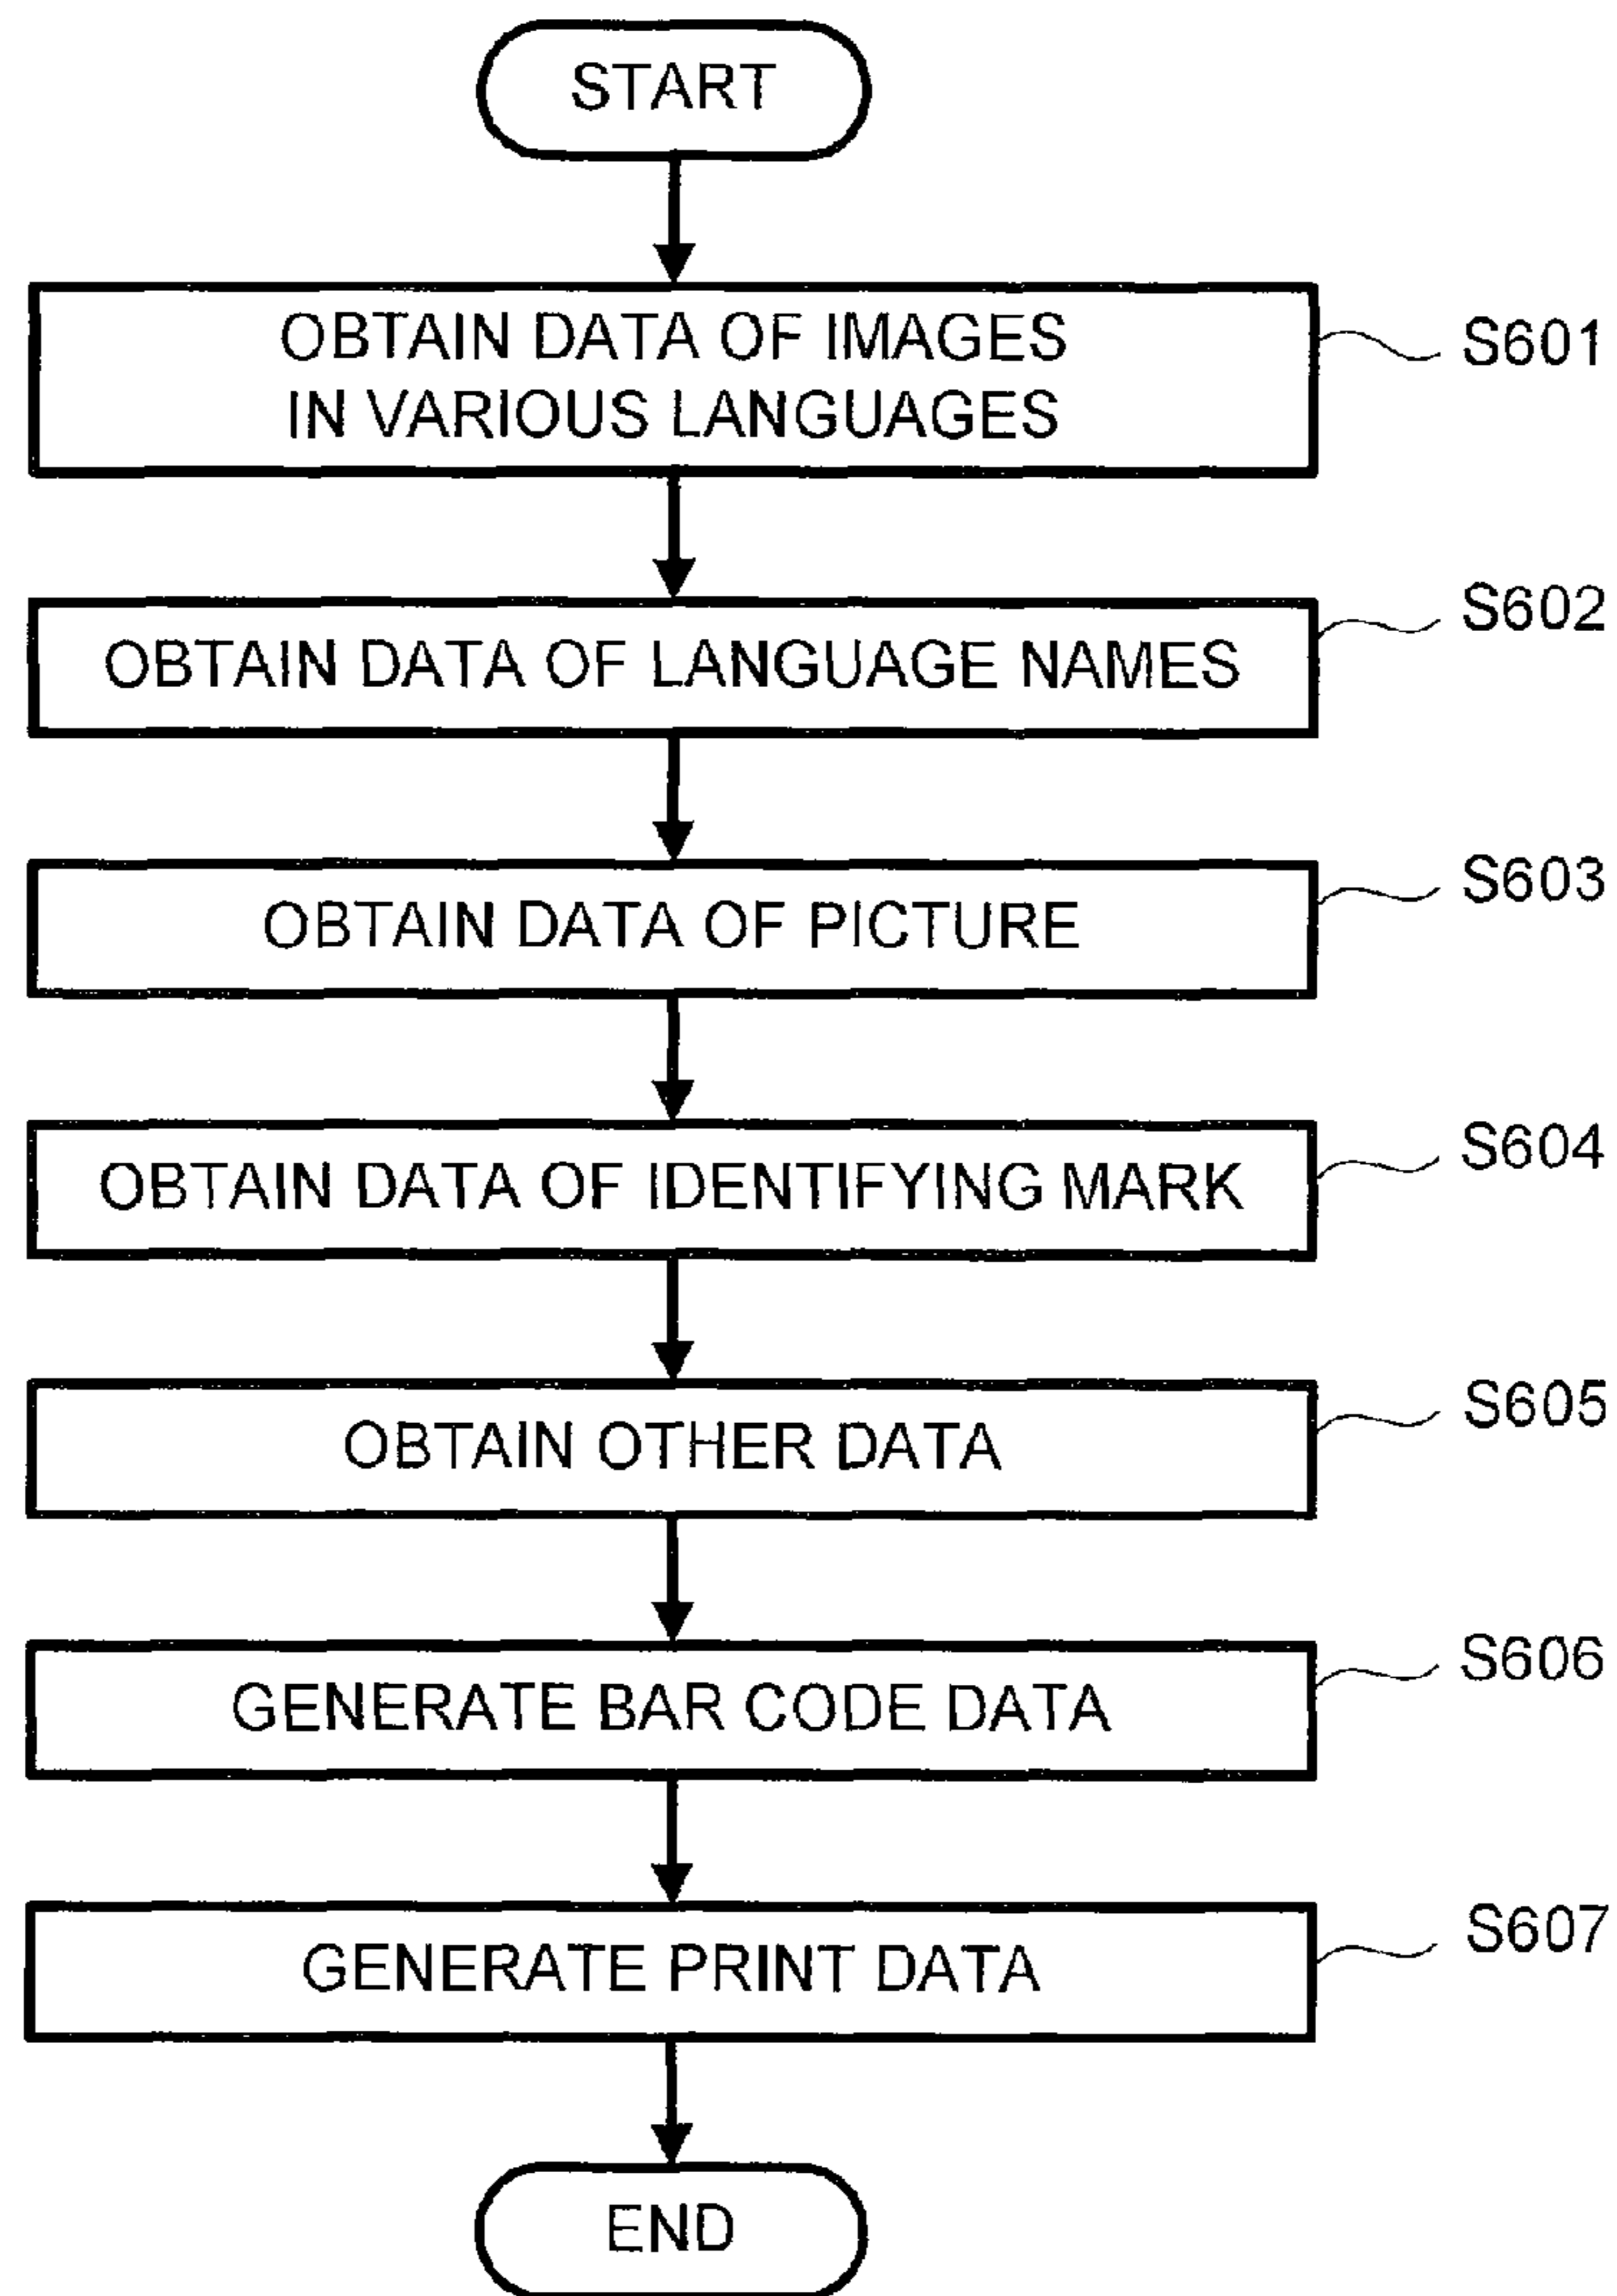 START
OBTAIN DATA OF IMAGES
IN VARIOUS LANGUAGES
S601
OBTAIN DATA OF LANGUAGE NAMES
S602
OBTAIN DATA OF PICTURE
S603
OBTAIN DATA OF IDENTIFYING MARK
S604
OBTAIN OTHER DATA
S605
GENERATE BAR CODE DATA
S606
GENERATE PRINT DATA
S607
END